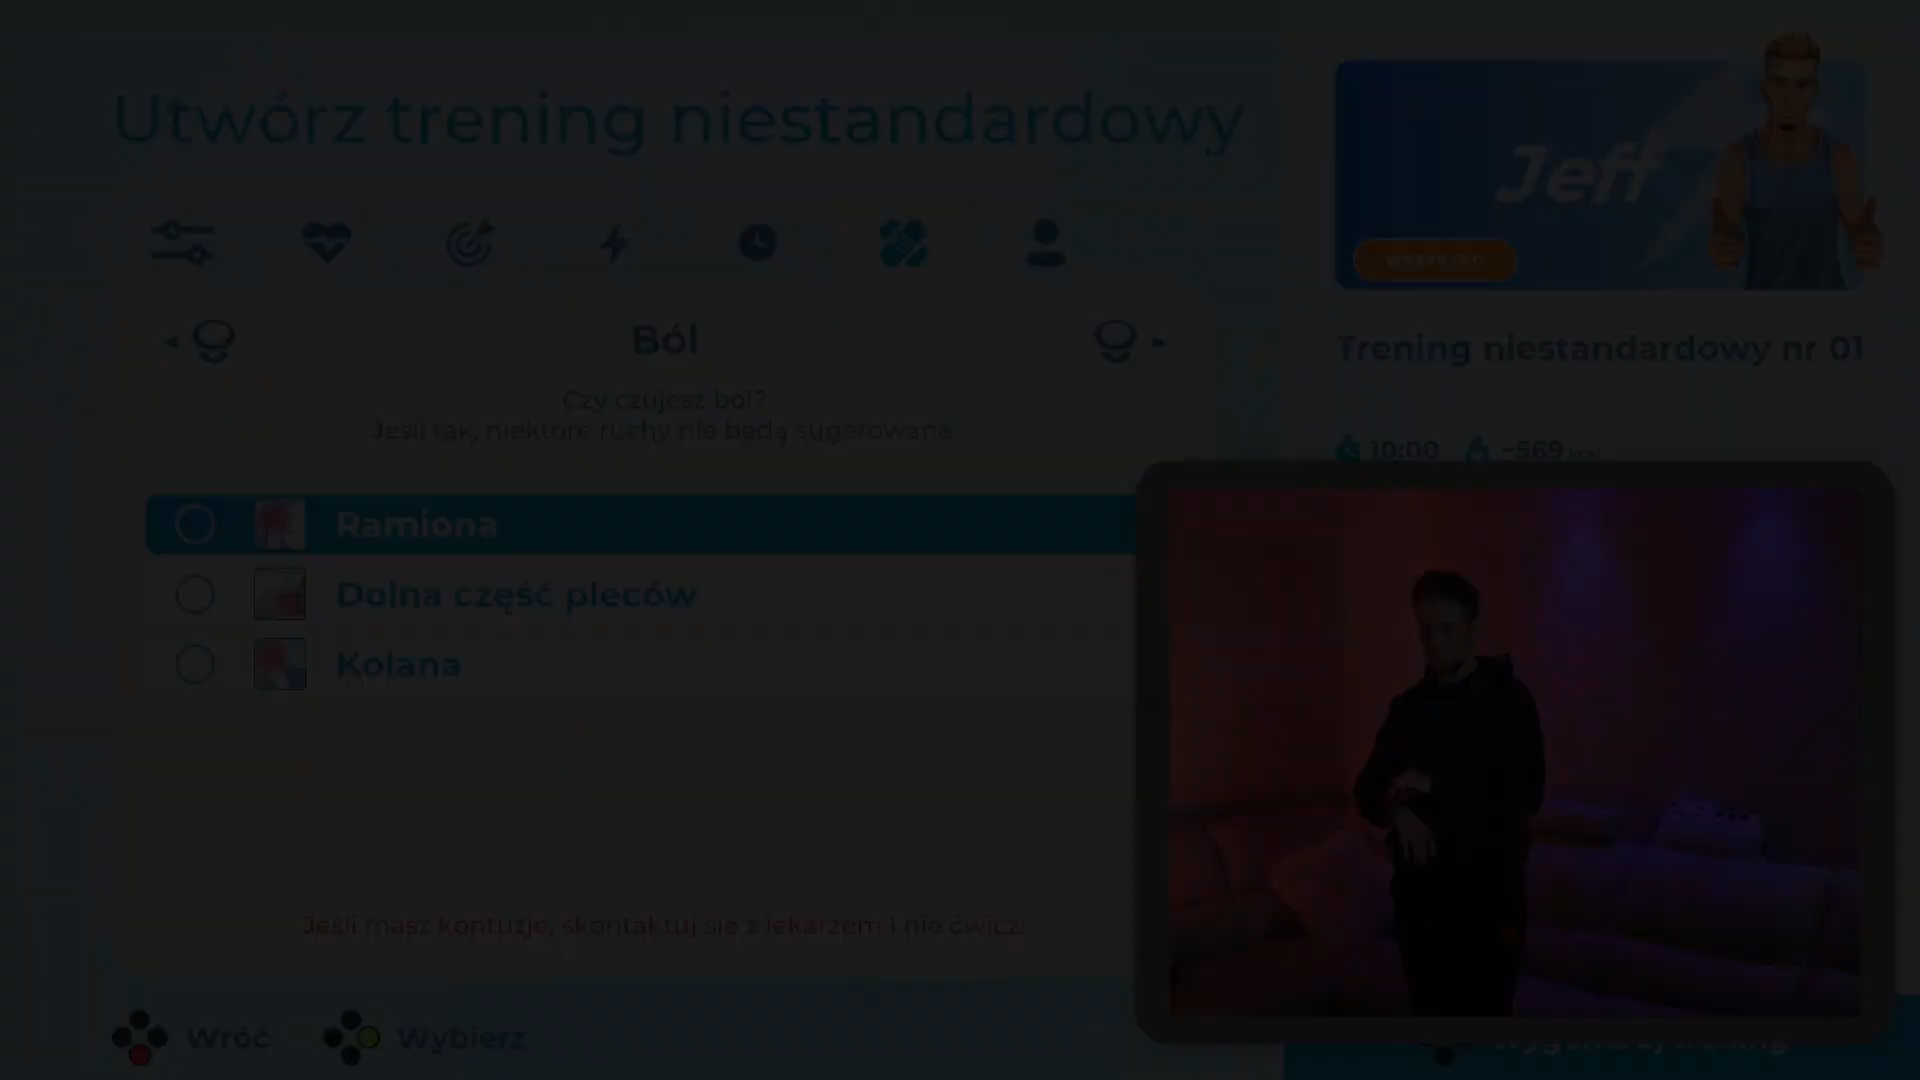 Utwórz trening niestandardowy
Jeff
Ból
Trening niestandardowy nr 01
Czy czujesz ból?
Jeśli tak, niektóre ruchy nie będą sugerowane
10:00 ~569 kcal
Ramiona
Dolna część pleców
Kolana
Jeśli masz kontuzję, skontaktuj się z lekarzem i nie ćwicz!
Wróć
Wybierz